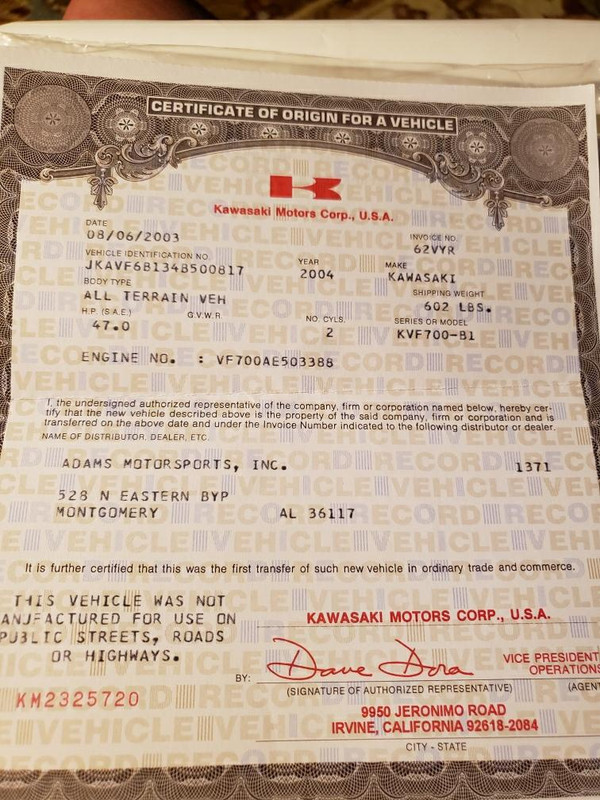 CERTIFICATE OF ORIGIN FOR A VEHICLE
Kawasaki Motors Corp., U.S.A.
DATE
08/06/2003
INVOICE NO.
62VYR
VEHICLE IDENTIFICATION NO.
YEAR
MAKE
JKAVF681348500817
2004
KAWASAKI
BODY TYPE
SHIPPING WEIGHT
ALL TERRAIN VEH
602 LBS.
H.P. (S.A.E.)
G.V.W.R.
NO. CYLS.
SERIES OR MODEL
47.0
2
KVF700-B1
ENGINE NO. : VF700AE503388
I, the undersigned authorized representative of the company, firm or corporation named below, hereby cer-
tify that the new vehicle described above is the property of the said company, firm or corporation and is
transferred on the above date and under the Invoice Number indicated to the following distributor or dealer.
NAME OF DISTRIBUTOR, DEALER, ETC.
ADAMS MOTORSPORTS, INC. 1371
528 N EASTERN BYP
MONTGOMERY AL 36117
It is further certified that this was the first transfer of such new vehicle in ordinary trade and commerce.
THIS VEHICLE WAS NOT
ANUFACTURED FOR USE ON
PUBLIC STREETS, ROADS
OR HIGHWAYS.
KM2325720
KAWASAKI MOTORS CORP., U.S.A.
BY: Dave Dora
VICE PRESIDENT
OPERATIONS
(SIGNATURE OF AUTHORIZED REPRESENTATIVE) (AGEN
9950 JERONIMO ROAD
IRVINE, CALIFORNIA 92618-2084
CITY - STATE